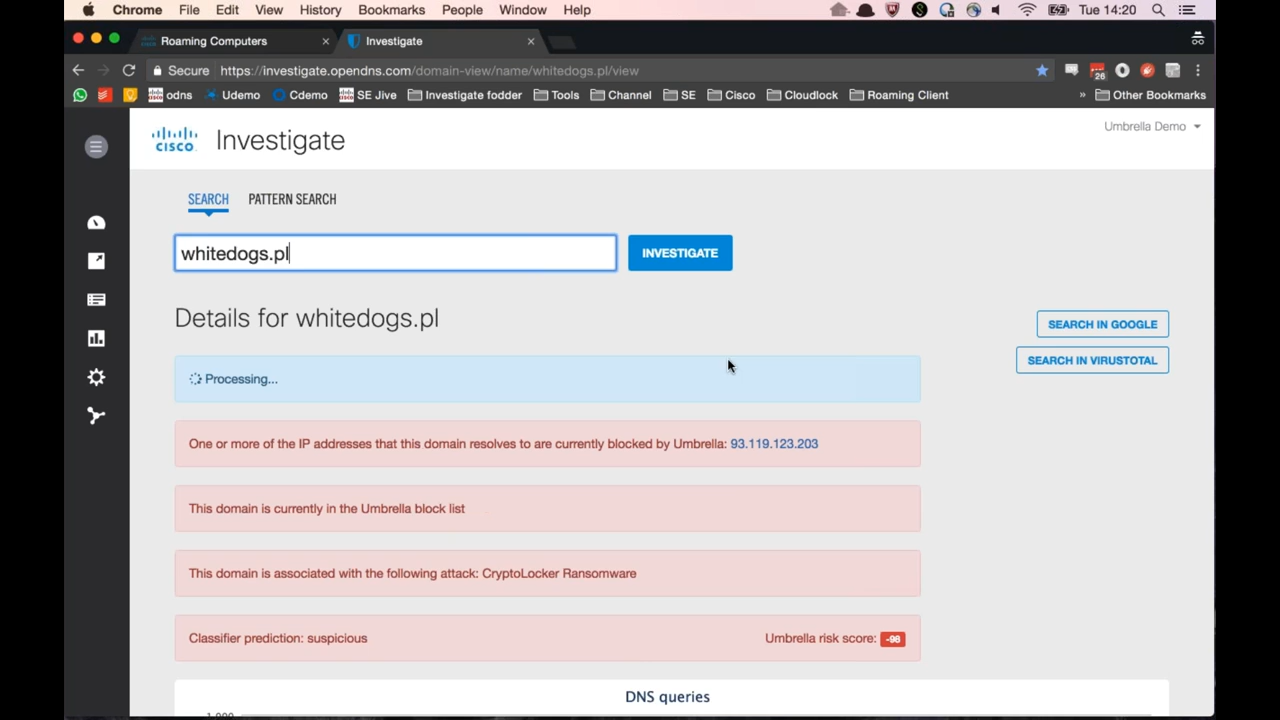 Chrome File Edit View History Bookmarks People Window Help Tue 14:20
Roaming Computers × Investigate ×
Secure https://investigate.opendns.com/domain-view/name/whitedogs.pl/view 26
odns Udemo Cdemo SE Jive Investigate fodder Tools Channel SE Cisco Cloudlock Roaming Client » Other Bookmarks
CISCO Investigate
Umbrella Demo
SEARCH PATTERN SEARCH
whitedogs.pl INVESTIGATE
Details for whitedogs.pl
SEARCH IN GOOGLE
SEARCH IN VIRUSTOTAL
Processing...
One or more of the IP addresses that this domain resolves to are currently blocked by Umbrella: 93.119.123.203
This domain is currently in the Umbrella block list
This domain is associated with the following attack: CryptoLocker Ransomware
Classifier prediction: suspicious Umbrella risk score: -98
DNS queries
1,000